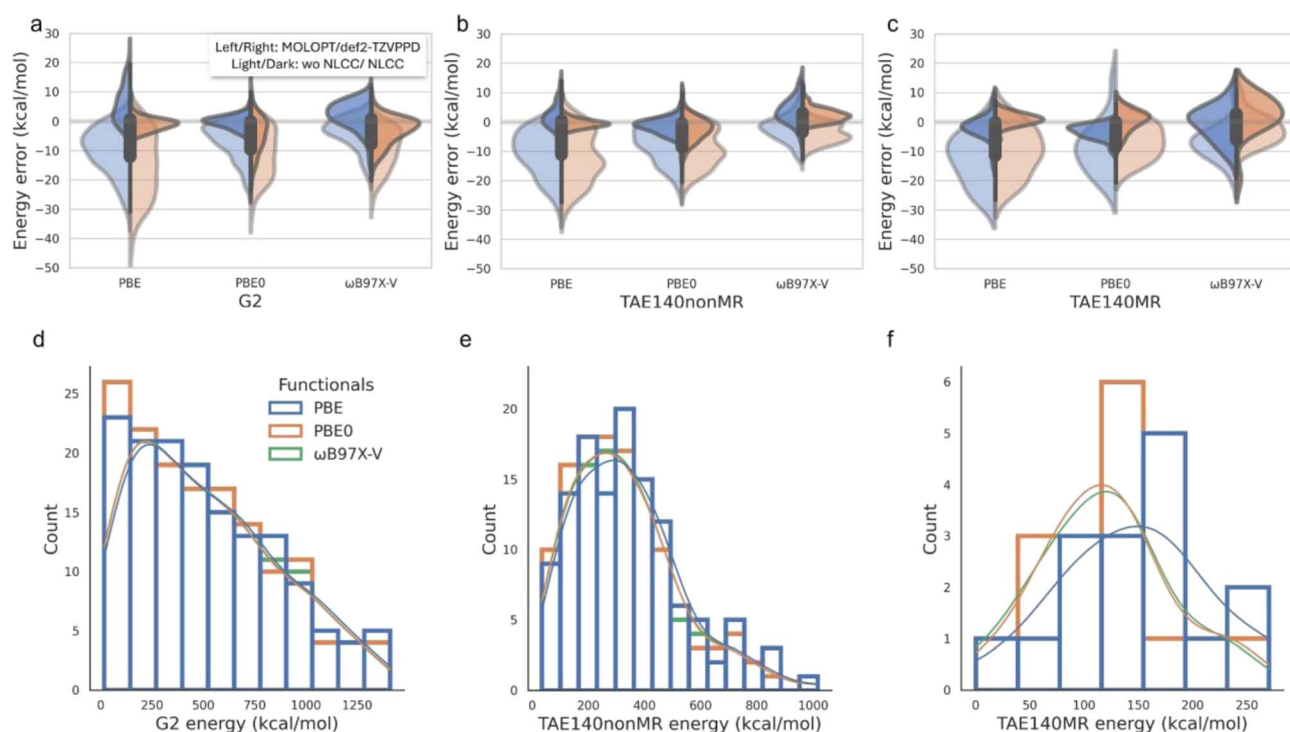 a
b
c
30
20
10
0
−10
−20
−30
−40
−50
Energy error (kcal/mol)
Left/Right: MOLOPT/def2-TZVPPD
Light/Dark: wo NLCC/ NLCC
PBE
PBE0
ωB97X-V
G2
30
20
10
0
−10
−20
−30
−40
−50
Energy error (kcal/mol)
PBE
PBE0
ωB97X-V
TAE140nonMR
30
20
10
0
−10
−20
−30
−40
−50
Energy error (kcal/mol)
PBE
PBE0
ωB97X-V
TAE140MR
d
e
f
25
20
15
10
5
0
Count
Functionals
PBE
PBE0
ωB97X-V
0
250
500
750
1000
1250
G2 energy (kcal/mol)
20
15
10
5
0
Count
0
200
400
600
800
1000
TAE140nonMR energy (kcal/mol)
6
5
4
3
2
1
0
Count
0
50
100
150
200
250
TAE140MR energy (kcal/mol)